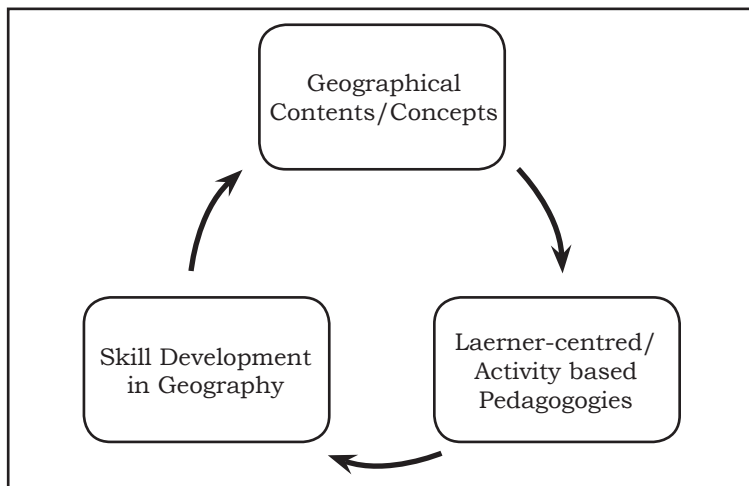 Geographical
Contents/Concepts
Skill Development
in Geography
Laerner-centred/
Activity based
Pedagogogies